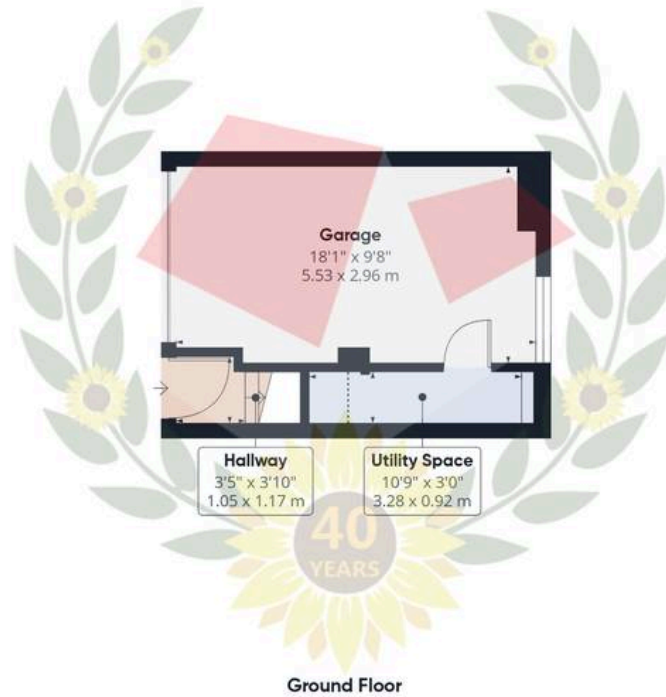 Garage
18'1" x 9'8"
5.53 x 2.96 m
Hallway
3'5" x 3'10"
1.05 x 1.17 m
Utility Space
10'9" x 3'0"
3.28 x 0.92 m
40
YEARS
Ground Floor